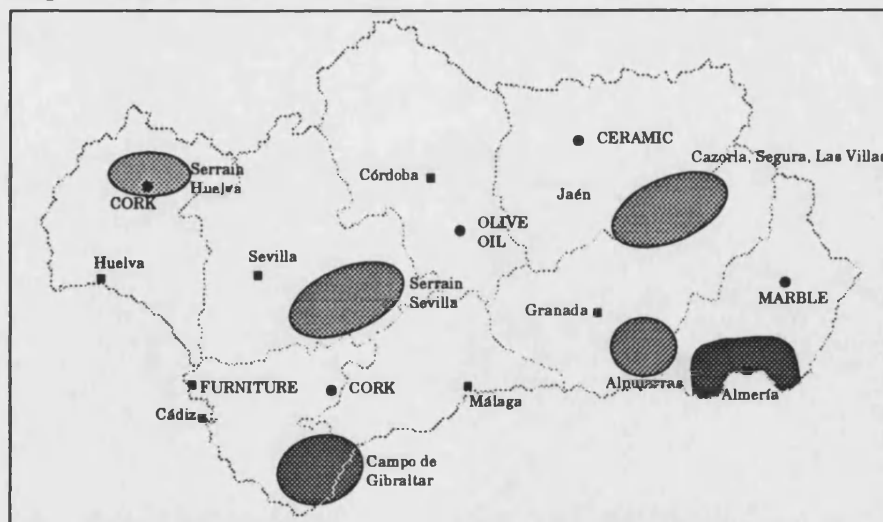 CERAMIC
Cazorla, Segura, Las Villas
Serrain
Huelva
CORK
Córdoba
Jaén
OLIVE
OIL
Huelva
Sevilla
Serrain
Sevilla
MARBLE
Granada
FURNITURE
CORK
Málaga
Alpujarras
Almería
Cádiz
Campo de
Gibraltar